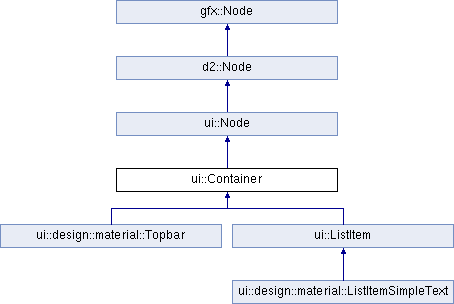 gfx::Node
d2::Node
ui::Node
ui::Container
ui::design::material::Topbar
ui::ListItem
ui::design::material::ListItemSimpleText